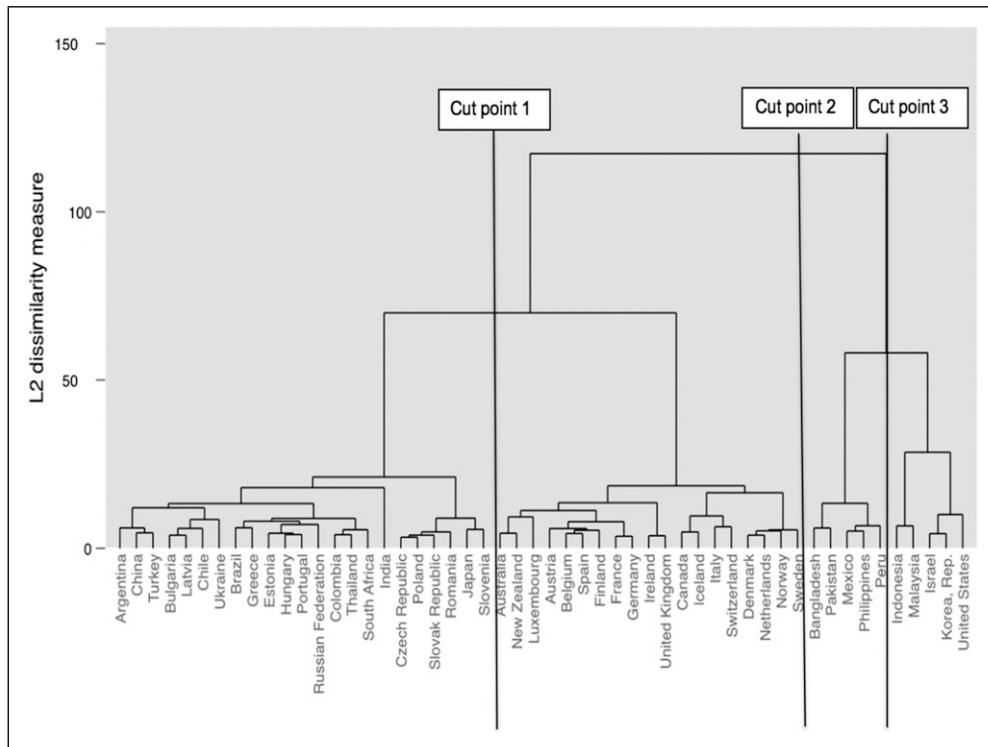 150
Cut point 1
Cut point 2
Cut point 3
L2 dissimilarity measure
100
50
0
Argentina
China
Turkey
Bulgaria
Latvia
Chile
Ukraine
Brazil
Greece
Estonia
Hungary
Portugal
Russian Federation
Colombia
Thailand
South Africa
India
Czech Republic
Poland
Slovak Republic
Romania
Japan
Slovenia
Australia
New Zealand
Luxembourg
Austria
Belgium
Spain
Finland
France
Germany
Ireland
United Kingdom
Canada
Iceland
Italy
Switzerland
Denmark
Netherlands
Norway
Sweden
Bangladesh
Pakistan
Mexico
Philippines
Peru
Indonesia
Malaysia
Israel
Korea, Rep.
United States